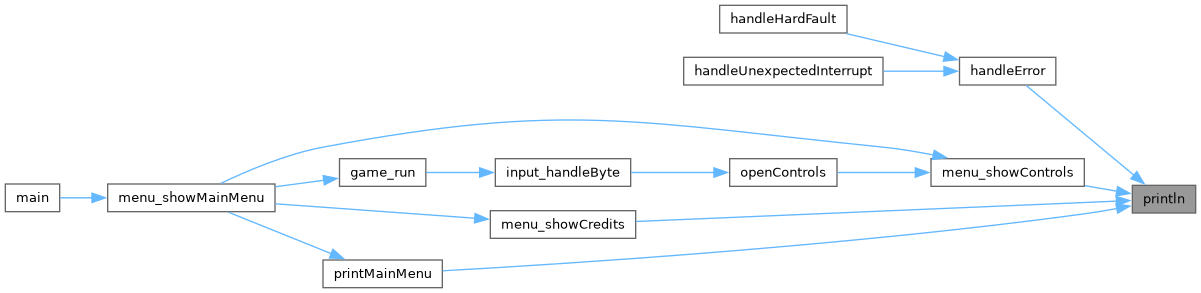 handleHardFault
handleUnexpectedInterrupt
handleError
main
menu_showMainMenu
game_run
input_handleByte
openControls
menu_showControls
println
menu_showCredits
printMainMenu